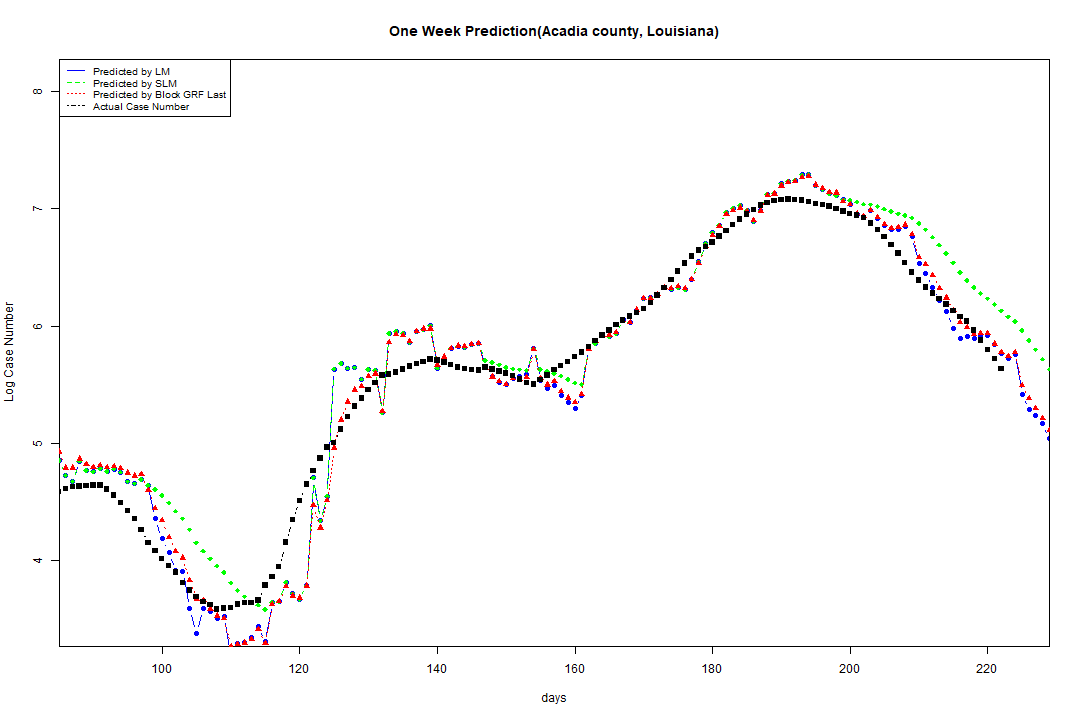 One Week Prediction(Acadia county, Louisiana)
Predicted by LM
Predicted by SLM
Predicted by Block GRF Last
Actual Case Number
8
7
6
5
4
Log Case Number
100 120 140 160 180 200 220
days